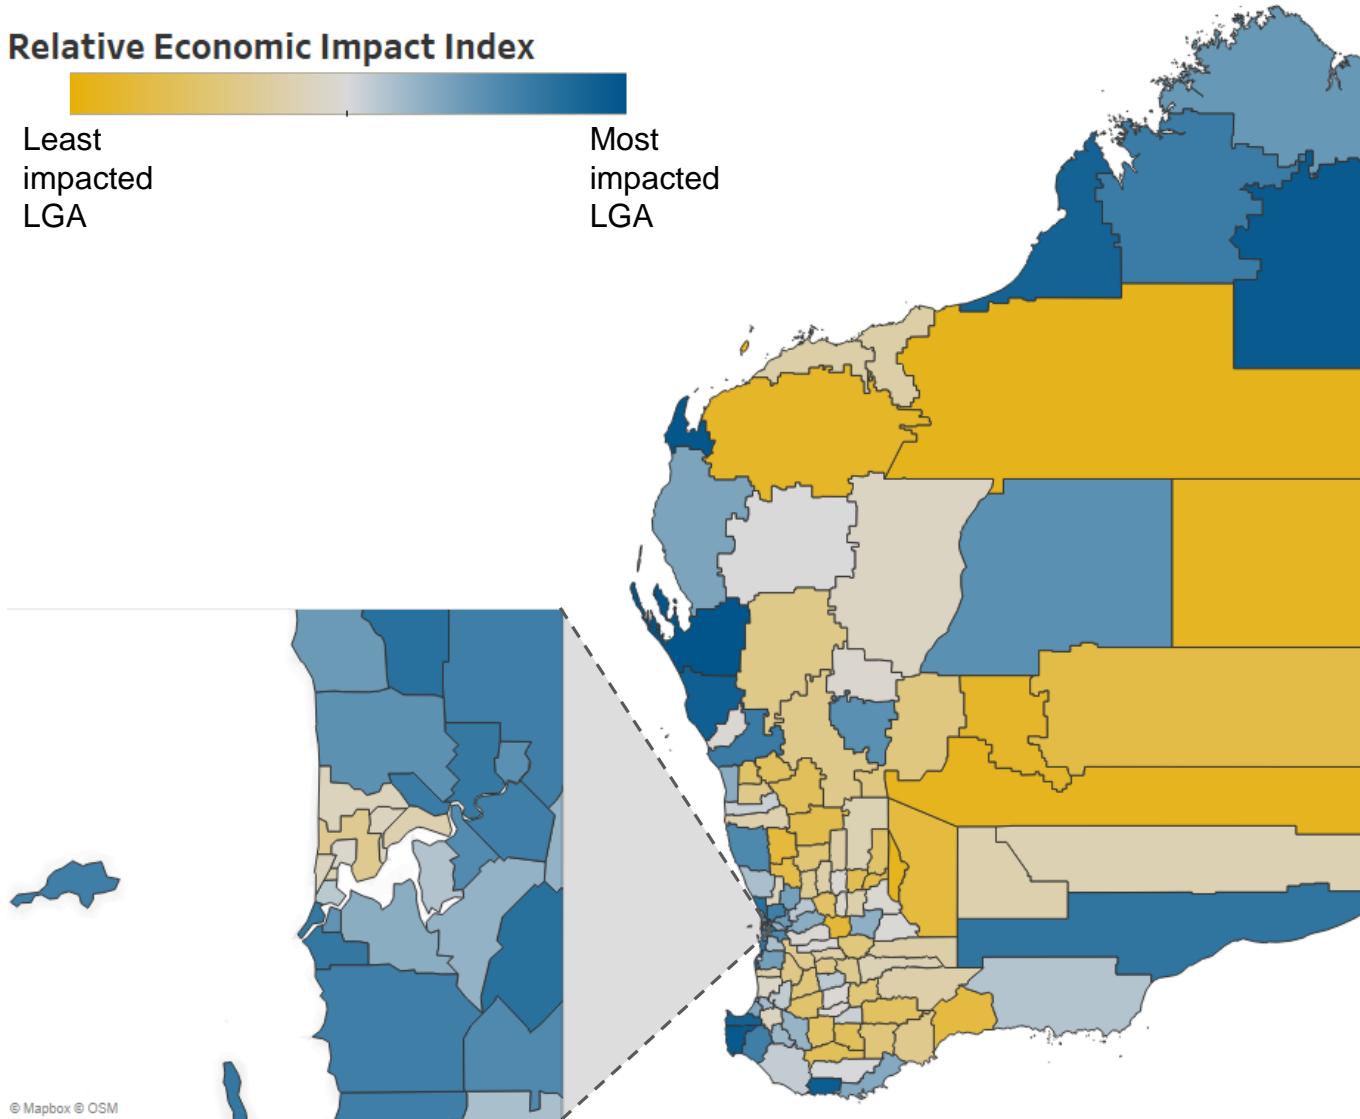 Relative Economic Impact Index
Least
impacted
LGA
Most
impacted
LGA
© Mapbox © OSM